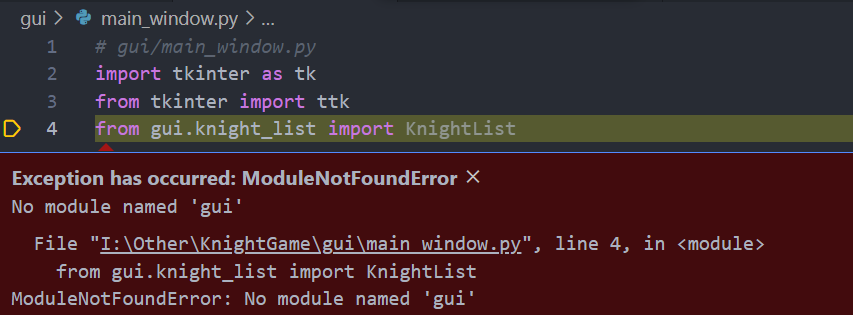 gui > main_window.py > ...
1 # gui/main_window.py
2 import tkinter as tk
3 from tkinter import ttk
4 from gui.knight_list import KnightList
Exception has occurred: ModuleNotFoundError ×
No module named 'gui'
File "I:\Other\KnightGame\gui\main_window.py", line 4, in <module>
from gui.knight_list import KnightList
ModuleNotFoundError: No module named 'gui'